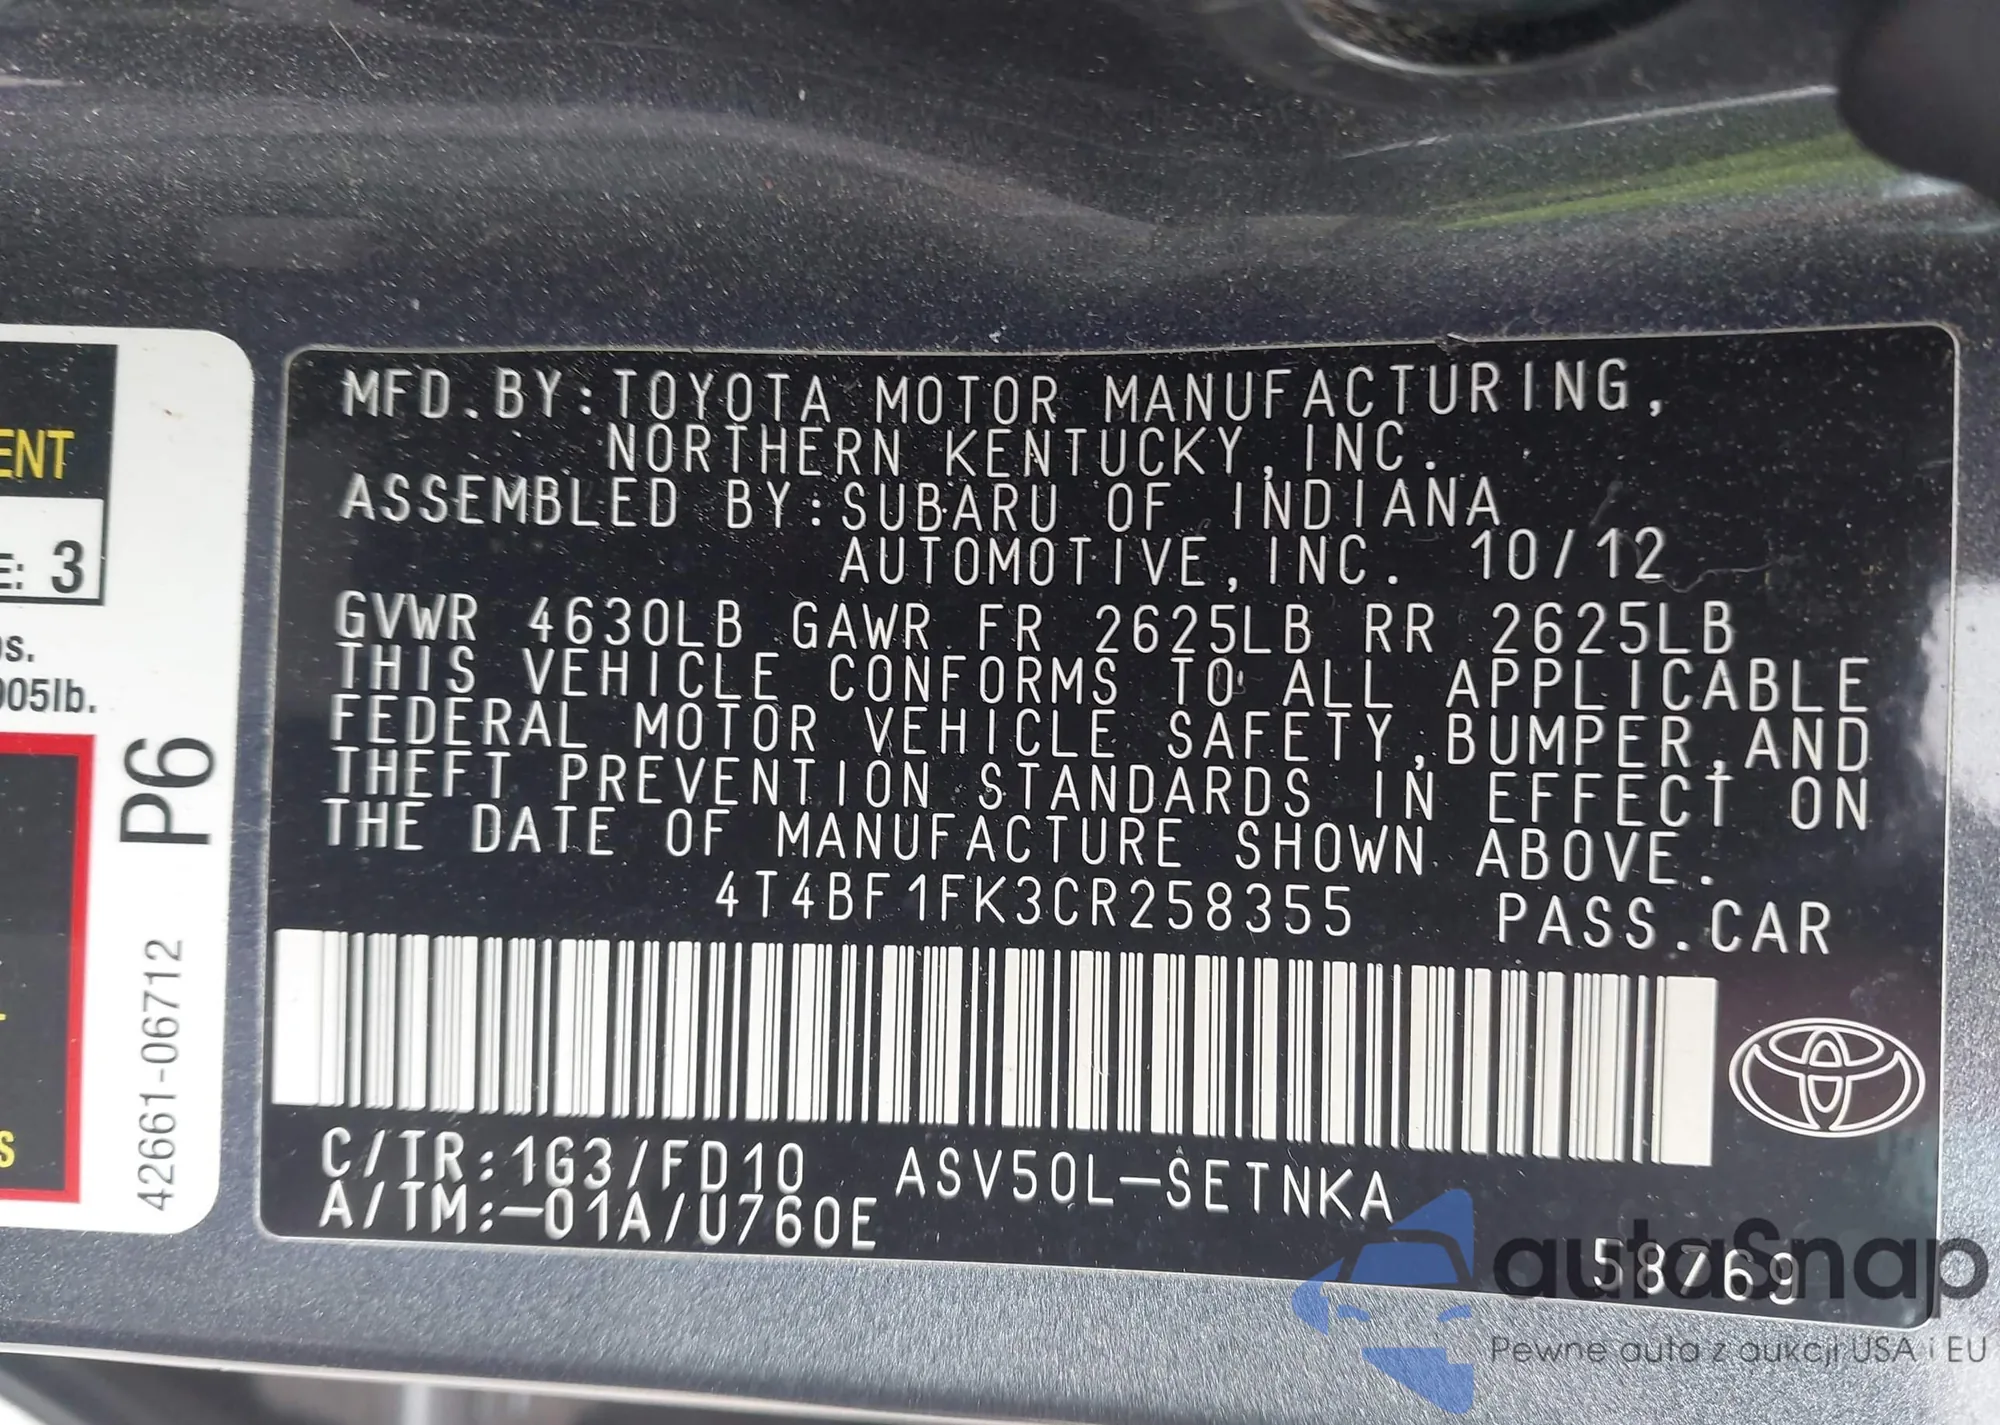 MFD.BY:TOYOTA MOTOR MANUFACTURING,
NORTHERN KENTUCKY,INC.
ASSEMBLED BY:SUBARU OF INDIANA
AUTOMOTIVE,INC. 10/12
GVWR 4630LB GAWR FR 2625LB RR 2625LB
THIS VEHICLE CONFORMS TO ALL APPLICABLE
FEDERAL MOTOR VEHICLE SAFETY,BUMPER,AND
THEFT PREVENTION STANDARDS IN EFFECT ON
THE DATE OF MANUFACTURE SHOWN ABOVE.
4T4BF1FK3CR258355 PASS.CAR
C/TR:1G3/FD10 ASV50L-SETNKA
A/TM:-01A/U760E
58769
ENT
E: 3
os.
005lb.
S
P6
42661-06712
autosnap
Pewne auta z aukcji USA i EU